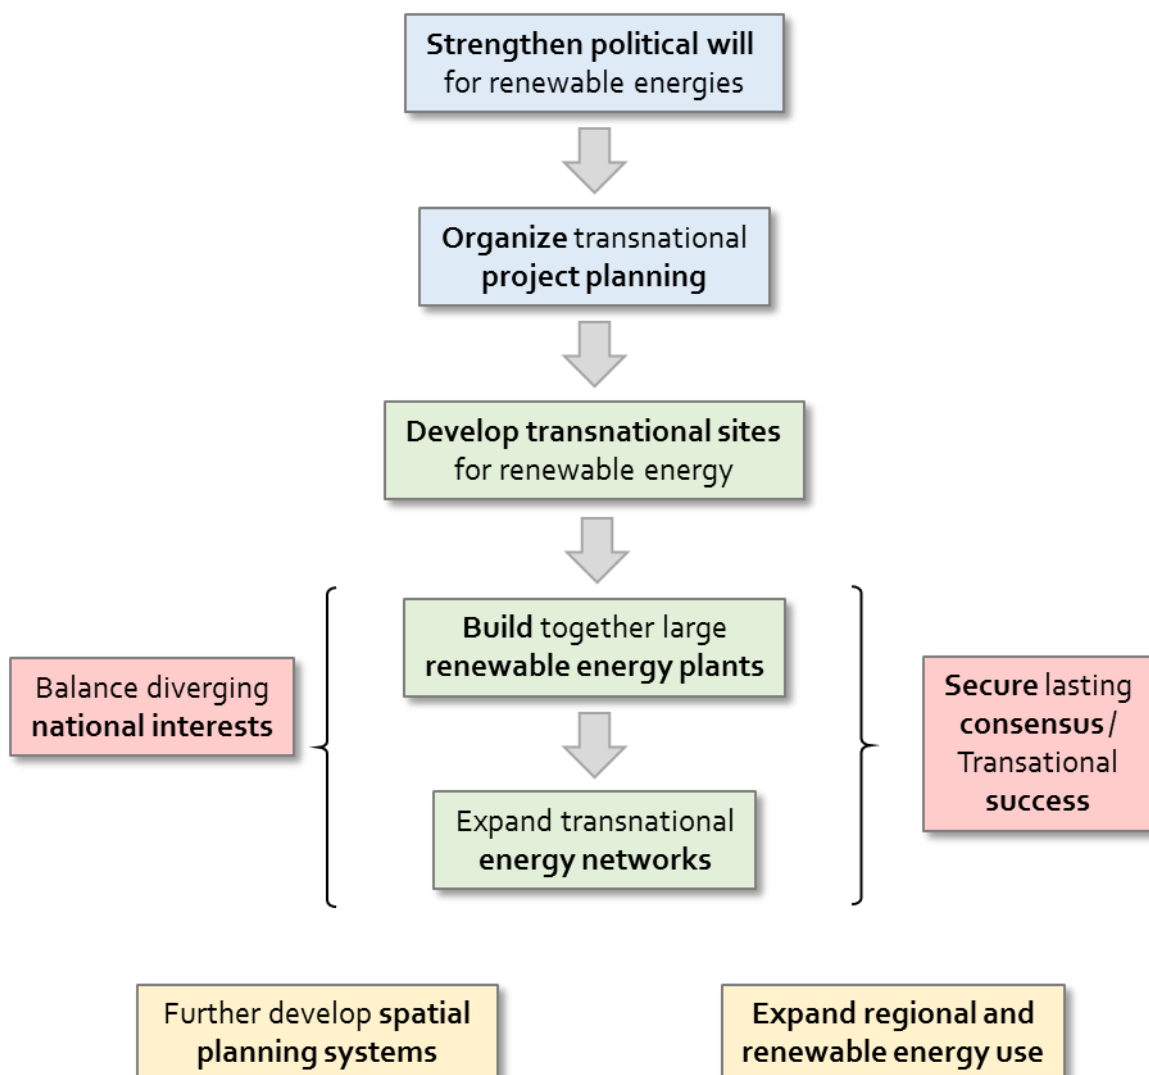 Strengthen political will
for renewable energies
Organize transnational
project planning
Develop transnational sites
for renewable energy
Build together large
renewable energy plants
Balance diverging
national interests
Secure lasting
consensus /
Transational
success
Expand transnational
energy networks
Further develop spatial
planning systems
Expand regional and
renewable energy use